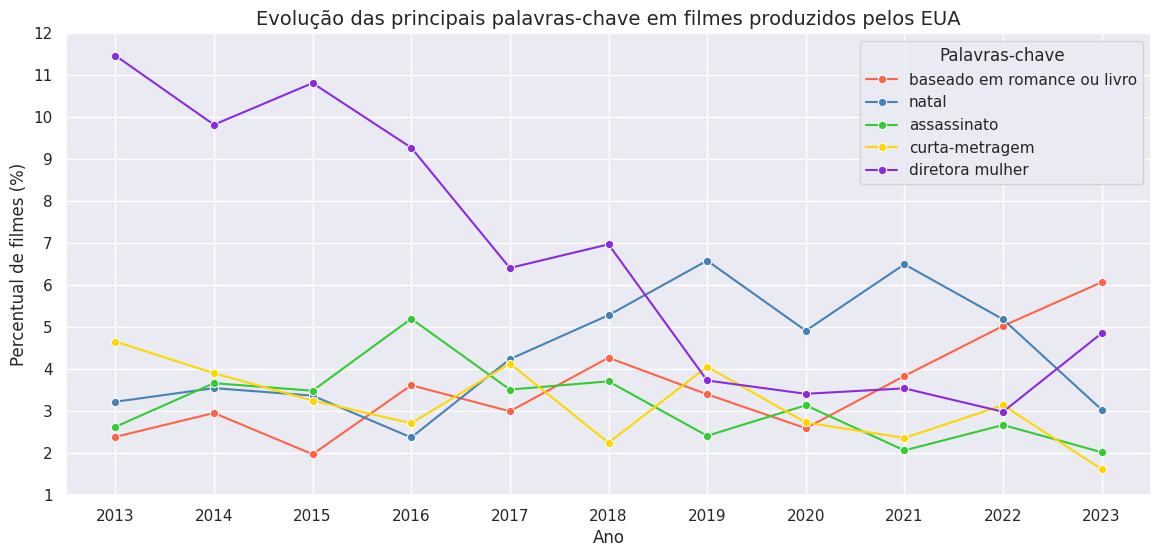 Evolução das principais palavras-chave em filmes produzidos pelos EUA
Percentual de filmes (%)
12
11
10
9
8
7
6
5
4
3
2
1
Palavras-chave
baseado em romance ou livro
natal
assassinato
curta-metragem
diretora mulher
2013 2014 2015 2016 2017 2018 2019 2020 2021 2022 2023
Ano